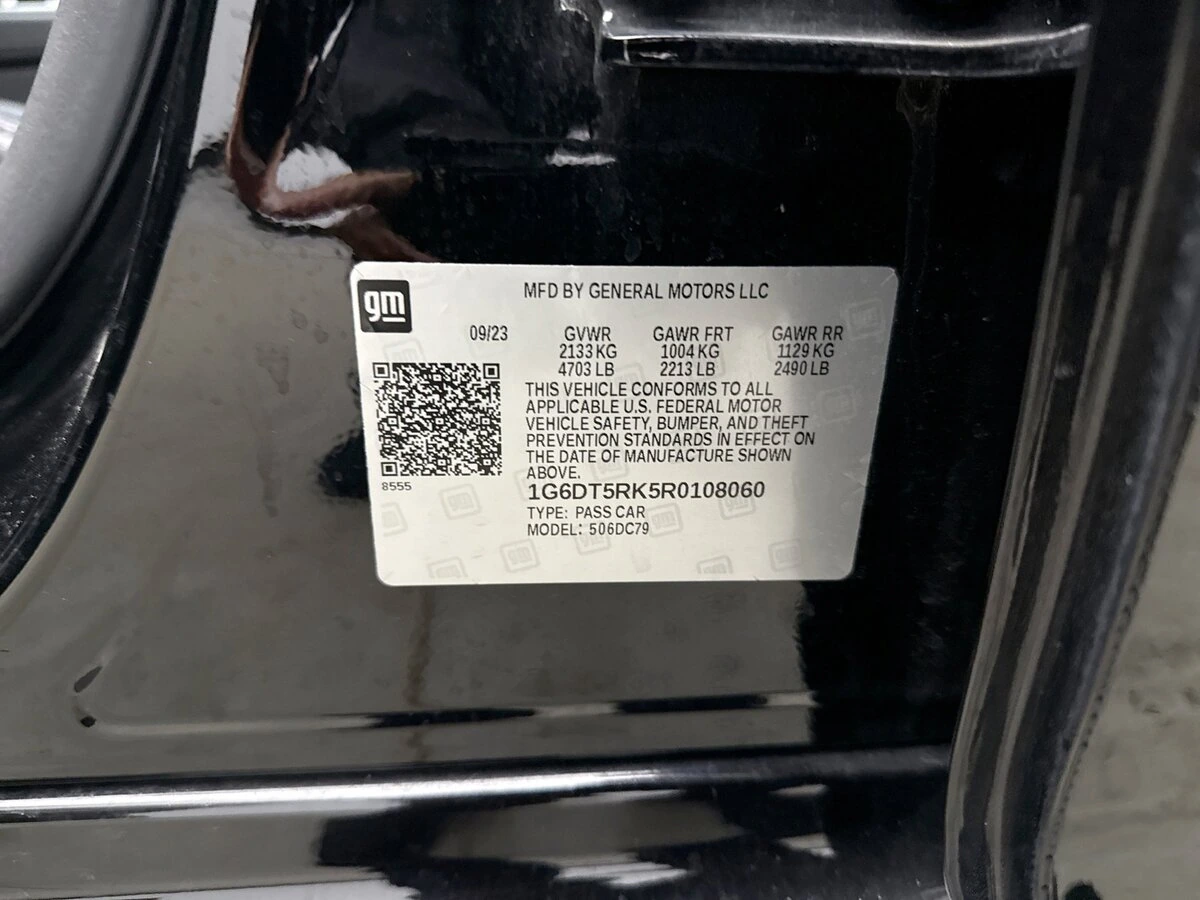 gm
MFD BY GENERAL MOTORS LLC
09/23 GVWR GAWR FRT GAWR RR
2133 KG 1004 KG 1129 KG
4703 LB 2213 LB 2490 LB
THIS VEHICLE CONFORMS TO ALL
APPLICABLE U.S. FEDERAL MOTOR
VEHICLE SAFETY, BUMPER, AND THEFT
PREVENTION STANDARDS IN EFFECT ON
THE DATE OF MANUFACTURE SHOWN
ABOVE.
8555
1G6DT5RK5R0108060
TYPE: PASS CAR
MODEL: 506DC79